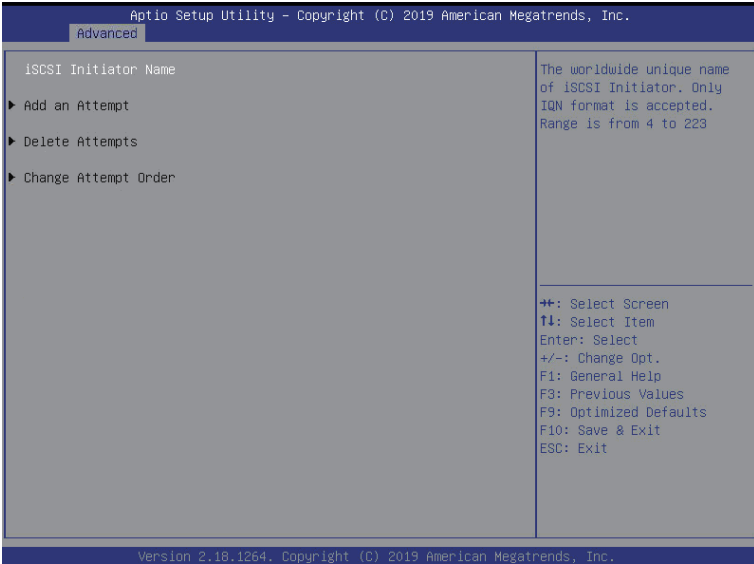 Aptio Setup Utility – Copyright (C) 2019 American Megatrends, Inc.
Advanced
iSCSI Initiator Name
Add an Attempt
Delete Attempts
Change Attempt Order
The worldwide unique name
of iSCSI Initiator. Only
IQN format is accepted.
Range is from 4 to 223
→←: Select Screen
↑↓: Select Item
Enter: Select
+/-: Change Opt.
F1: General Help
F3: Previous Values
F9: Optimized Defaults
F10: Save & Exit
ESC: Exit
Version 2.18.1264. Copyright (C) 2019 American Megatrends, Inc.